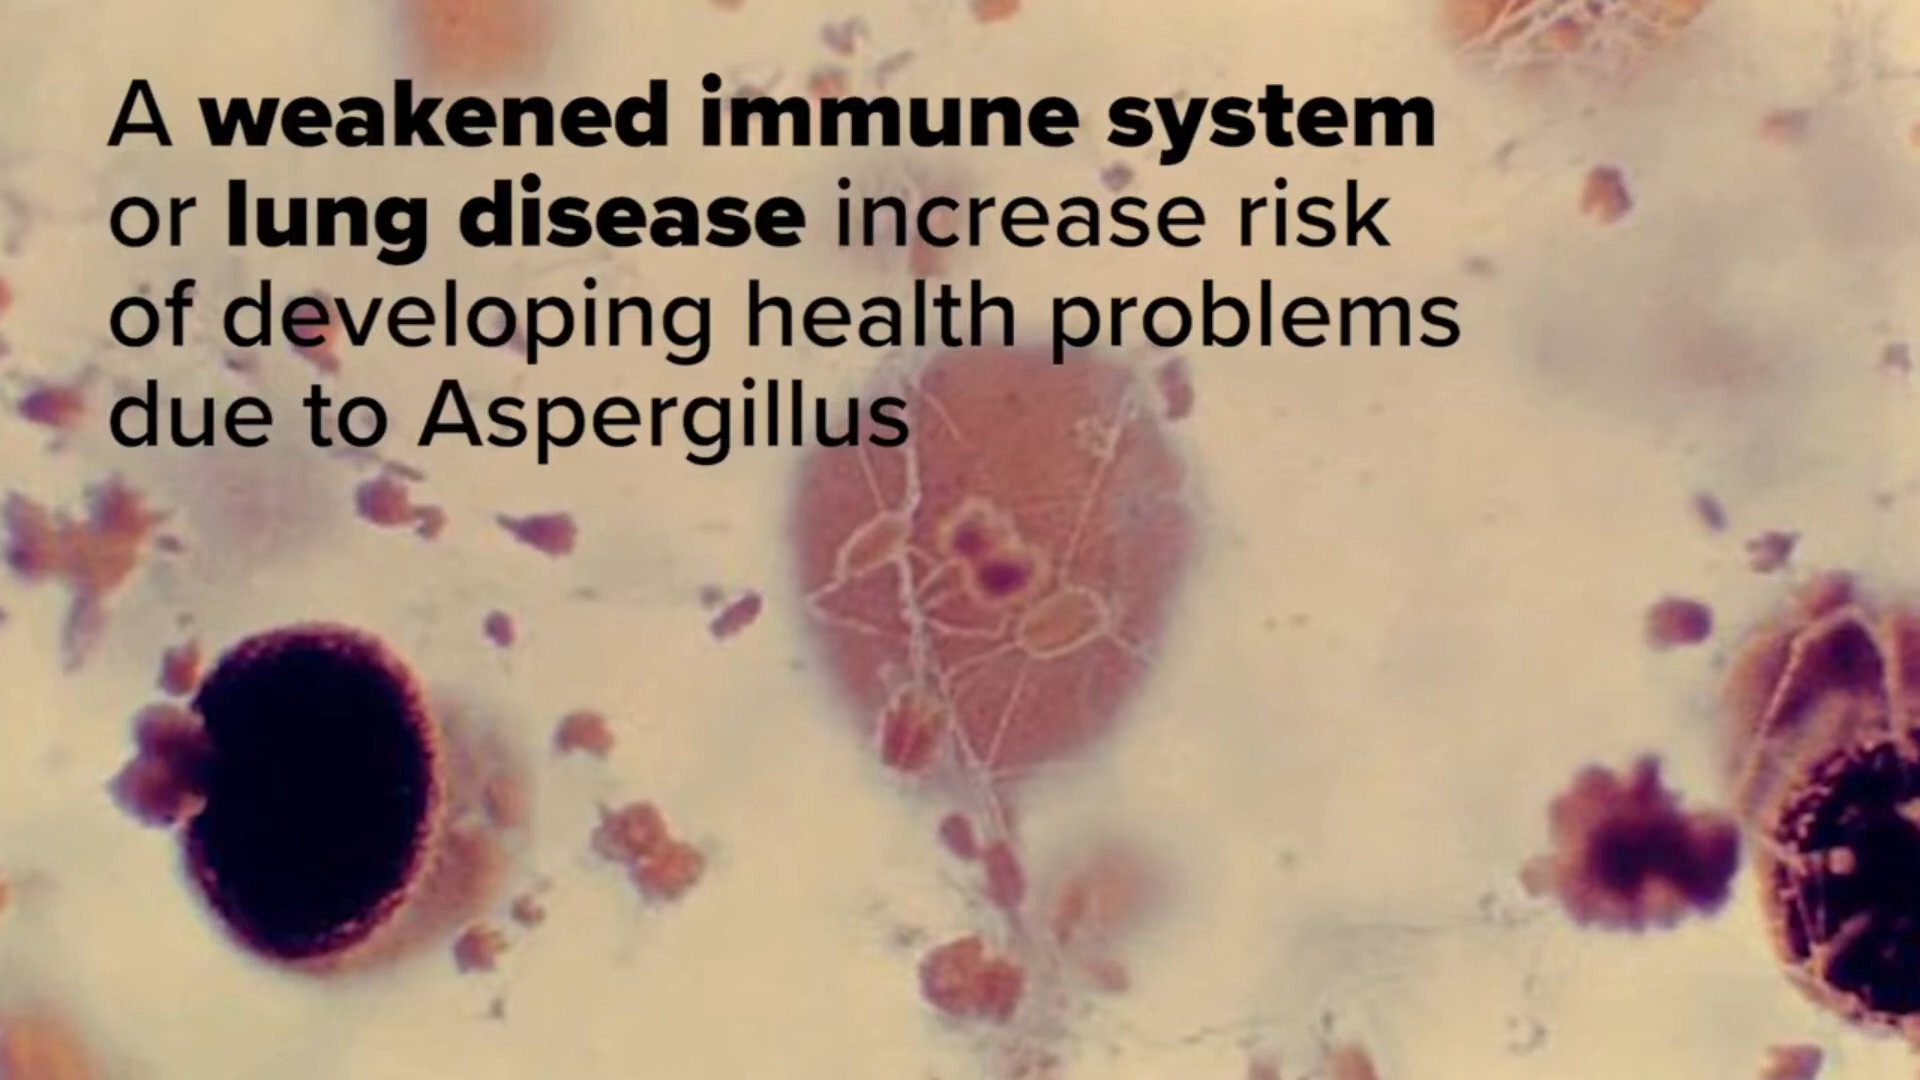 A weakened immune system
or lung disease increase risk
of developing health problems
due to Aspergillus